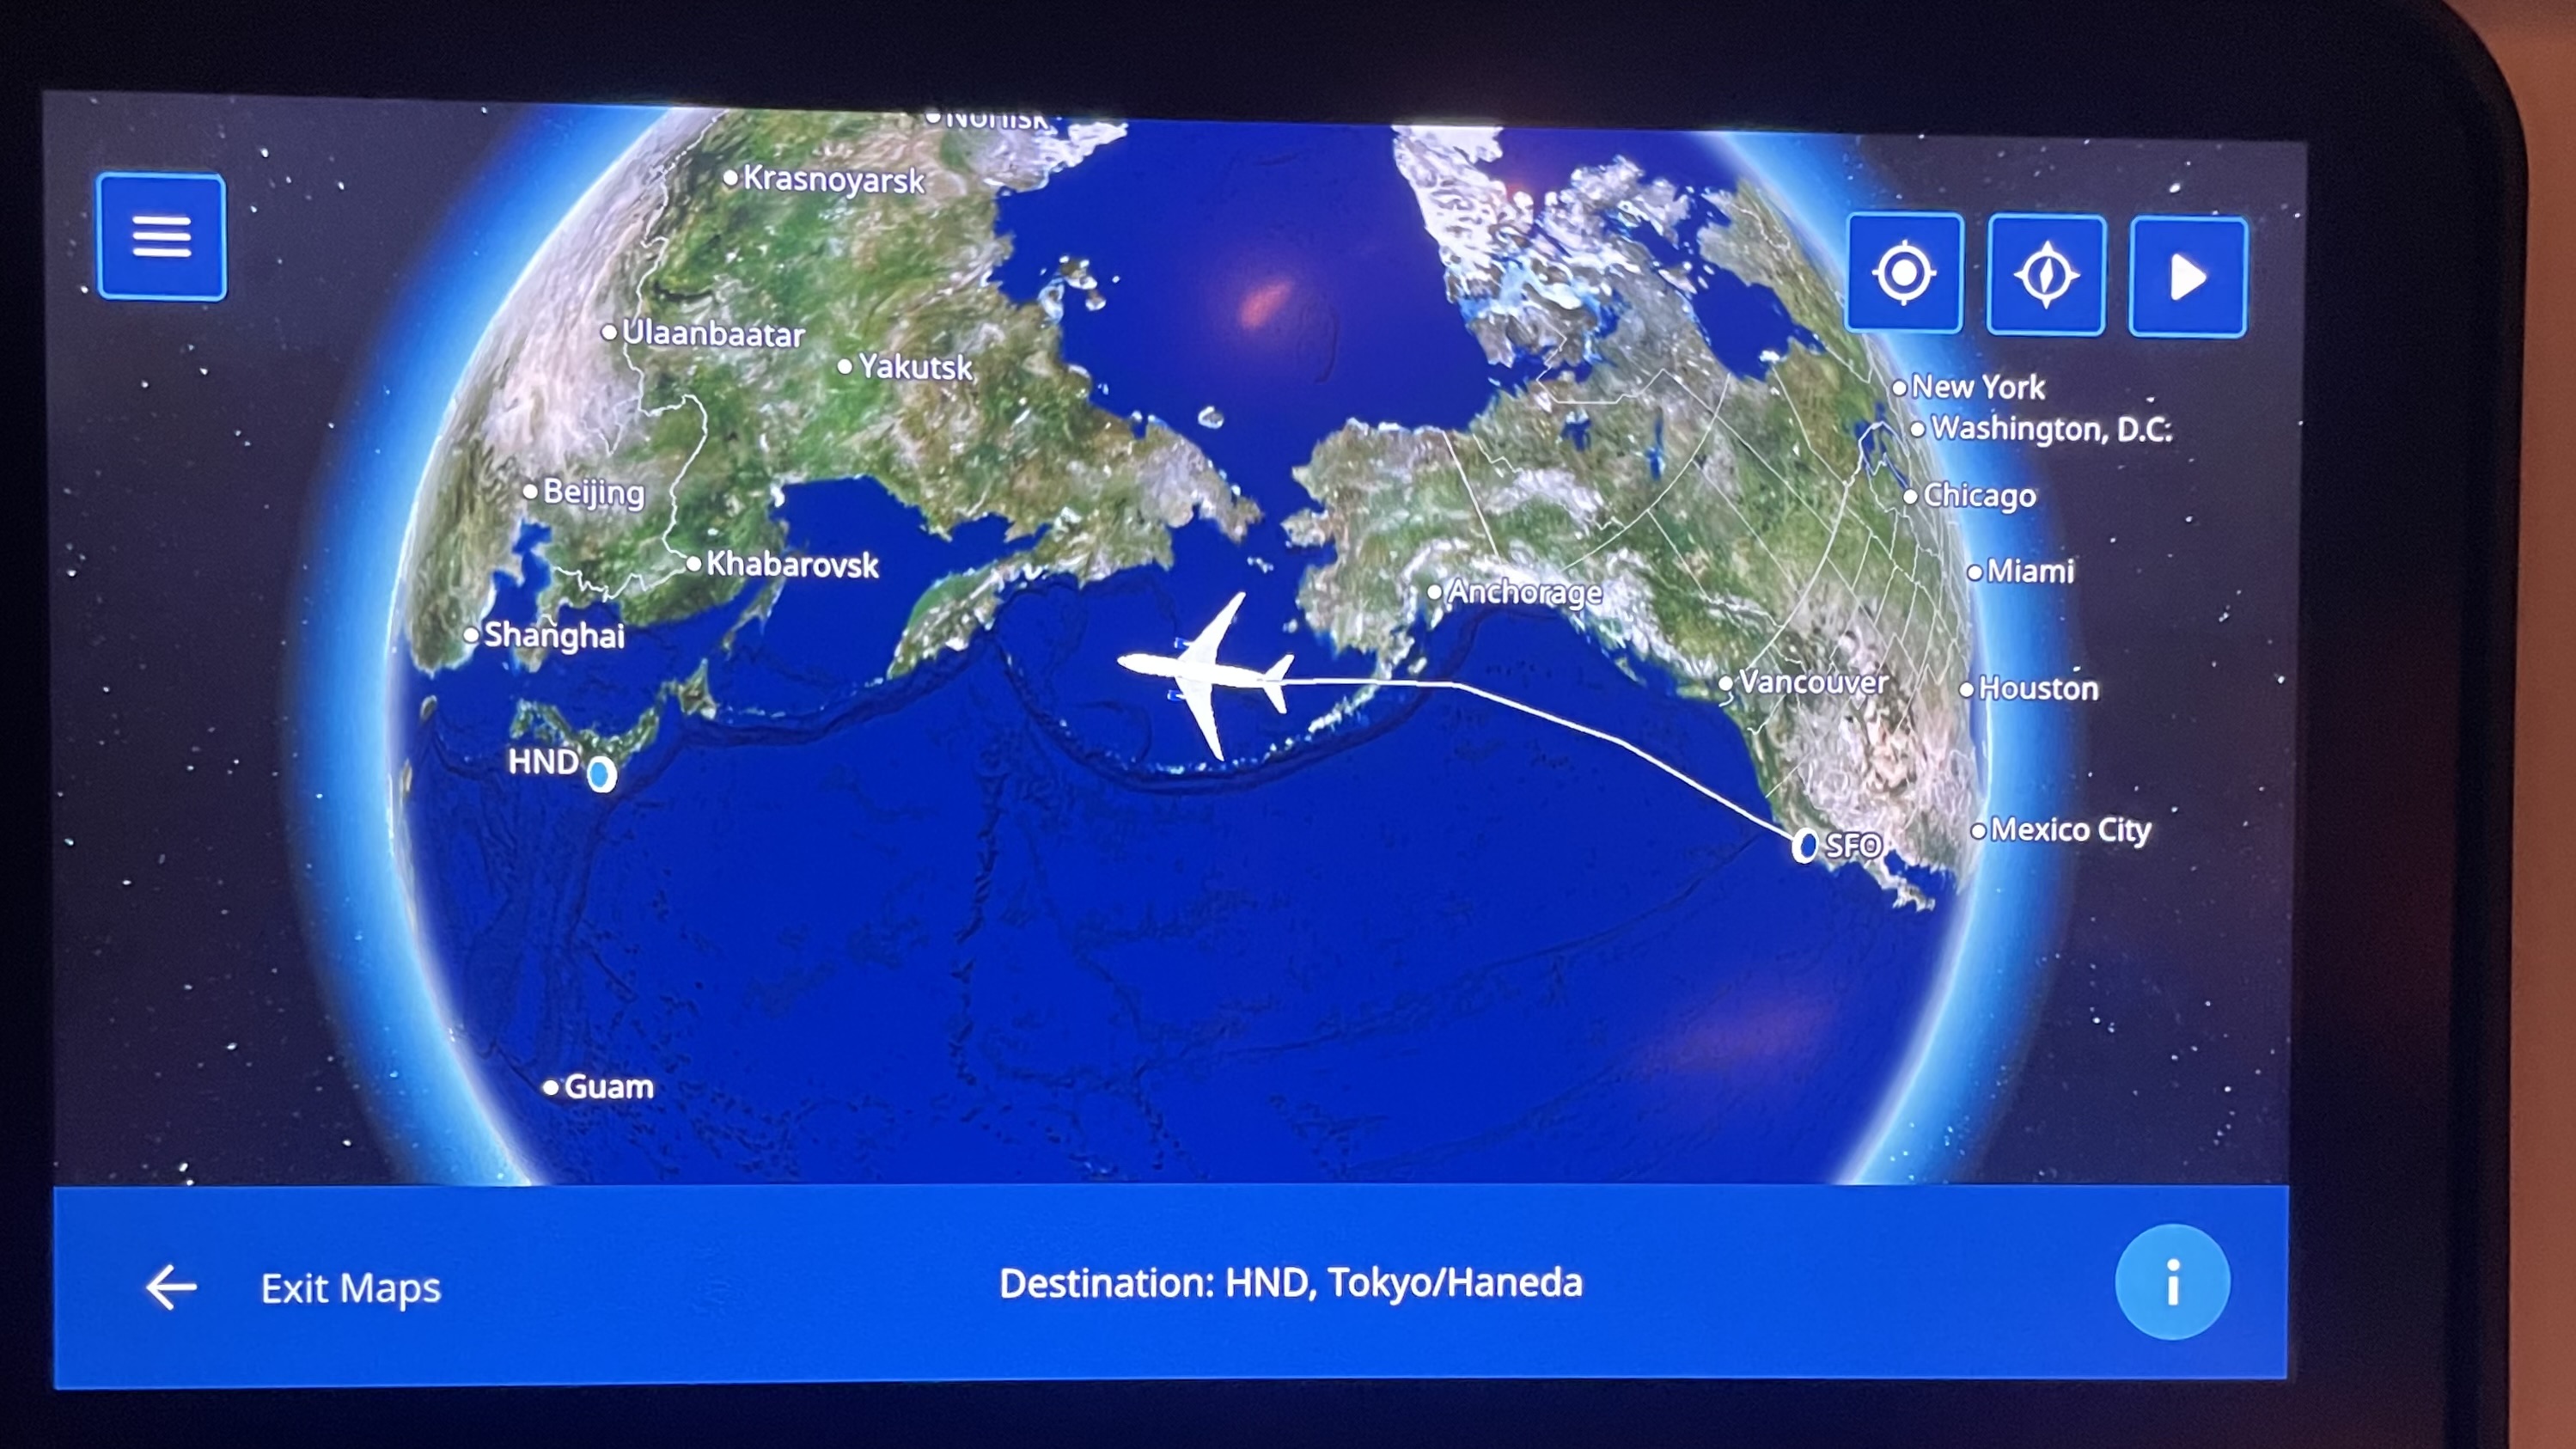 Krasnoyarsk
Ulaanbaatar
Yakutsk
New York
Washington, D.C.
Beijing
Chicago
Khabarovsk
Miami
Anchorage
Shanghai
Vancouver
Houston
HND
Mexico City
SFO
Guam
Exit Maps
Destination: HND, Tokyo/Haneda
i